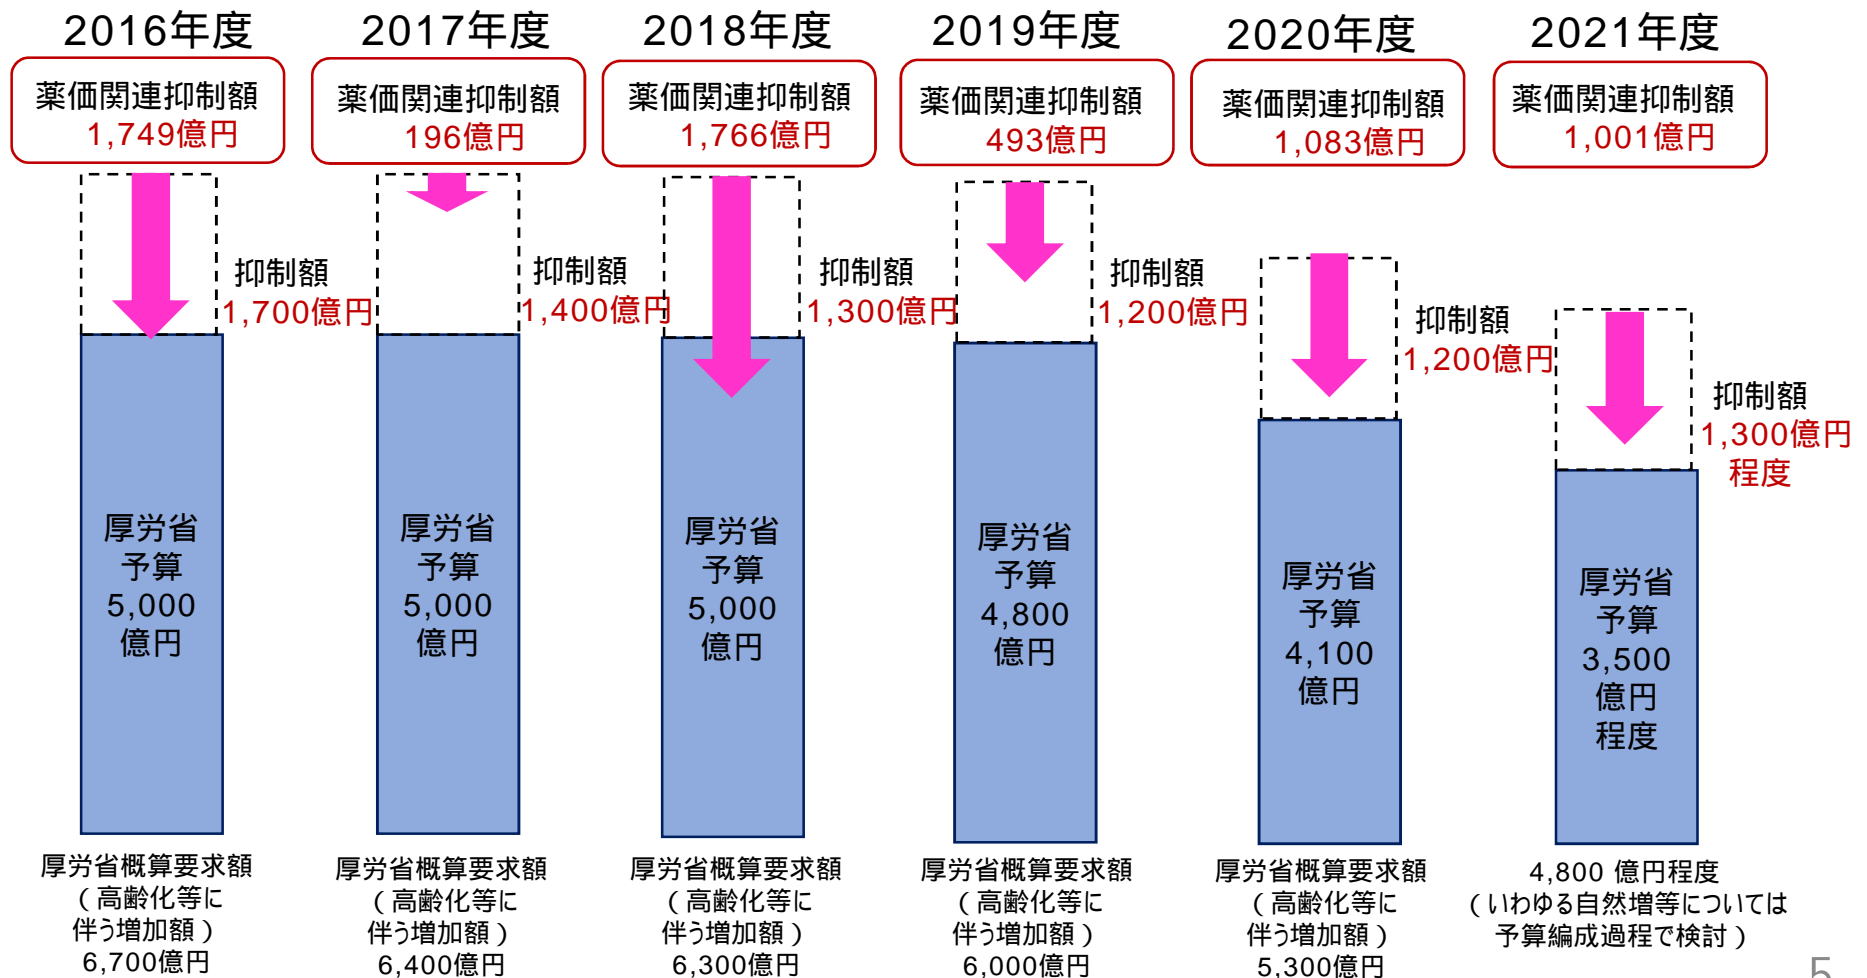 2016年度
薬価関連抑制額
1,749億円
抑制額
1,700億円
厚労省
予算
5,000
億円
厚労省概算要求額
（高齢化等に
伴う増加額）
6,700億円
2017年度
薬価関連抑制額
196億円
抑制額
1,400億円
厚労省
予算
5,000
億円
厚労省概算要求額
（高齢化等に
伴う増加額）
6,400億円
2018年度
薬価関連抑制額
1,766億円
抑制額
1,300億円
厚労省
予算
5,000
億円
厚労省概算要求額
（高齢化等に
伴う増加額）
6,300億円
2019年度
薬価関連抑制額
493億円
抑制額
1,200億円
厚労省
予算
4,800
億円
厚労省概算要求額
（高齢化等に
伴う増加額）
6,000億円
2020年度
薬価関連抑制額
1,083億円
抑制額
1,200億円
厚労省
予算
4,100
億円
厚労省概算要求額
（高齢化等に
伴う増加額）
5,300億円
2021年度
薬価関連抑制額
1,001億円
抑制額
1,300億円
程度
厚労省
予算
3,500
億円
程度
4,800 億円程度
（いわゆる自然増等については
予算編成過程で検討）
5